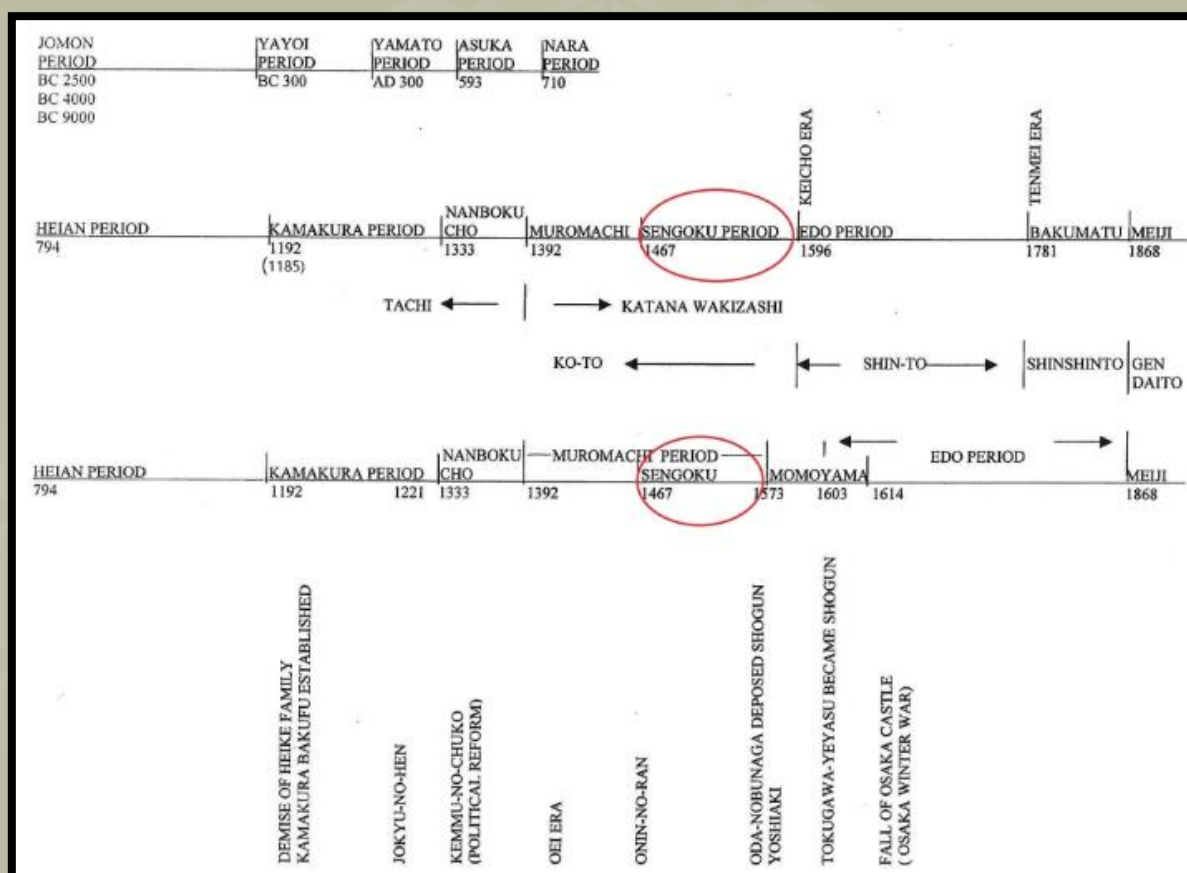 JOMON PERIOD
BC 2500
BC 4000
BC 9000
YAYOI PERIOD
BC 300
YAMATO PERIOD
AD 300
ASUKA PERIOD
593
NARA PERIOD
710
KEICHO ERA
TENMEI ERA
HEIAN PERIOD
794
KAMAKURA PERIOD
1192
(1185)
NANBOKU CHO
1333
MUROMACHI
1392
SENGOKU PERIOD
1467
EDO PERIOD
1596
BAKUMATU
1781
MEIJI
1868
TACHI
KATANA WAKIZASHI
KO-TO
SHIN-TO
SHINSHINTO
GEN DAITO
HEIAN PERIOD
794
KAMAKURA PERIOD
1192
1221
NANBOKU CHO
1333
MUROMACHI PERIOD
1392
SENGOKU
1467
1573
MOMOYAMA
1603
1614
EDO PERIOD
MEIJI
1868
DEMISE OF HEIKE FAMILY
KAMAKURA BAKUFU ESTABLISHED
JOKYU-NO-HEN
KEMMU-NO-CHUKO
(POLITICAL REFORM)
OEI ERA
ONIN-NO-RAN
ODA-NOBUNAGA DEPOSED SHOGUN
YOSHIAKI
TOKUGAWA-YEYASU BECAME SHOGUN
FALL OF OSAKA CASTLE
( OSAKA WINTER WAR)